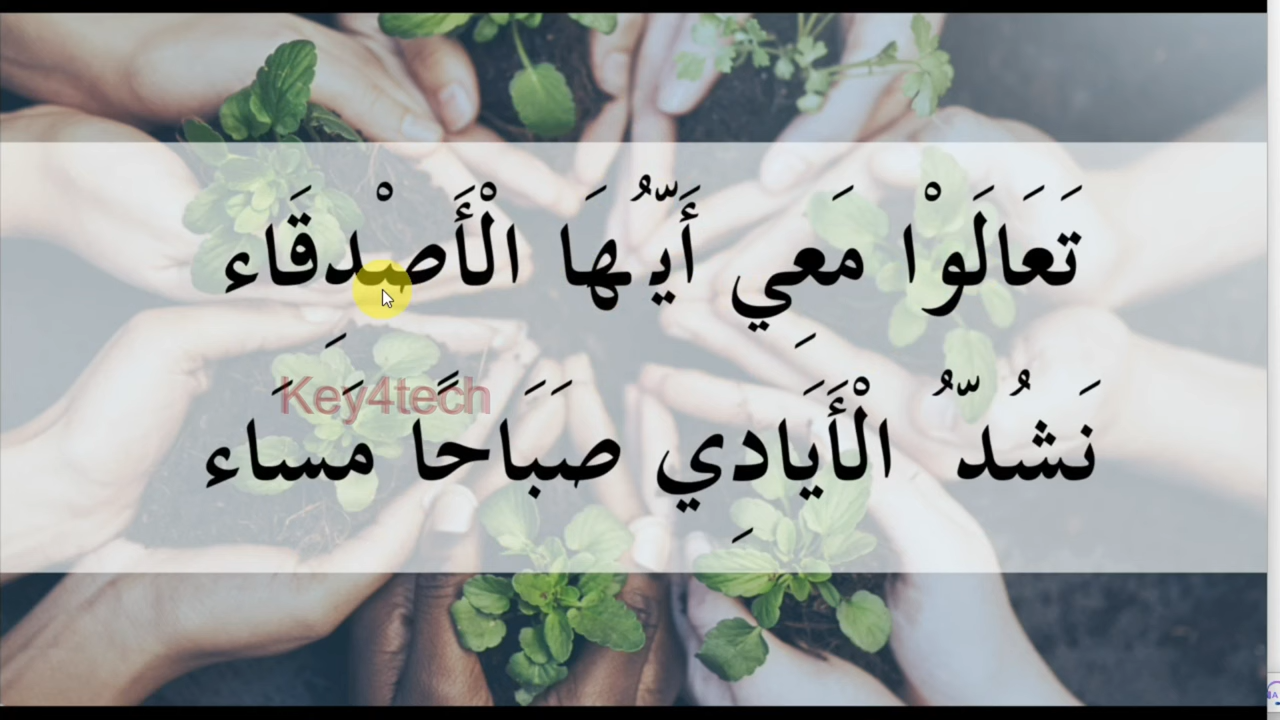 تَعَالَوْا مَعِي أَيُّهَا الْأَصْدِقَاء
Key4tech
نَشُدُّ الْأَيَادِي صَبَاحًا مَسَاء